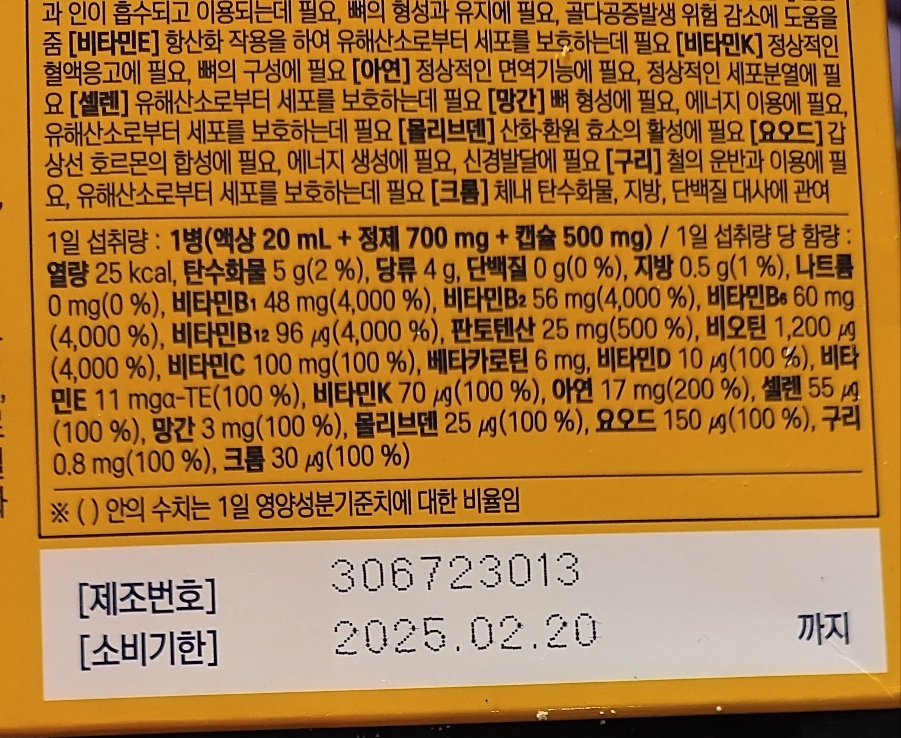 과 인이 흡수되고 이용되는데 필요, 뼈의 형성과 유지에 필요, 골다공증발생 위험 감소에 도움을
줌 [비타민E] 항산화 작용을 하여 유해산소로부터 세포를 보호하는데 필요 [비타민K] 정상적인
혈액응고에 필요, 뼈의 구성에 필요 [아연] 정상적인 면역기능에 필요, 정상적인 세포분열에 필
요 [셀렌] 유해산소로부터 세포를 보호하는데 필요 [망간] 뼈 형성에 필요, 에너지 이용에 필요,
유해산소로부터 세포를 보호하는데 필요 [몰리브덴] 산화·환원 효소의 활성에 필요 [요오드] 갑
상선 호르몬의 합성에 필요, 에너지 생성에 필요, 신경발달에 필요 [구리] 철의 운반과 이용에 필
요, 유해산소로부터 세포를 보호하는데 필요 [크롬] 체내 탄수화물, 지방, 단백질 대사에 관여
1일 섭취량 : 1병(액상 20 mL + 정제 700 mg + 캡슐 500 mg) / 1일 섭취량 당 함량 :
열량 25 kcal, 탄수화물 5 g(2 %), 당류 4 g, 단백질 0 g(0 %), 지방 0.5 g(1 %), 나트륨
0 mg(0 %), 비타민B1 48 mg(4,000 %), 비타민B2 56 mg(4,000 %), 비타민B6 60 mg
(4,000 %), 비타민B12 96 μg(4,000 %), 판토텐산 25 mg(500 %), 비오틴 1,200 μg
(4,000 %), 비타민C 100 mg(100 %), 베타카로틴 6 mg, 비타민D 10 μg(100 %), 비타
민E 11 mgα-TE(100 %), 비타민K 70 μg(100 %), 아연 17 mg(200 %), 셀렌 55 μg
(100 %), 망간 3 mg(100 %), 몰리브덴 25 μg(100 %), 요오드 150 μg(100 %), 구리
0.8 mg(100 %), 크롬 30 μg(100 %)
※ ( ) 안의 수치는 1일 영양성분기준치에 대한 비율임
[제조번호] 306723013
[소비기한] 2025.02.20 까지